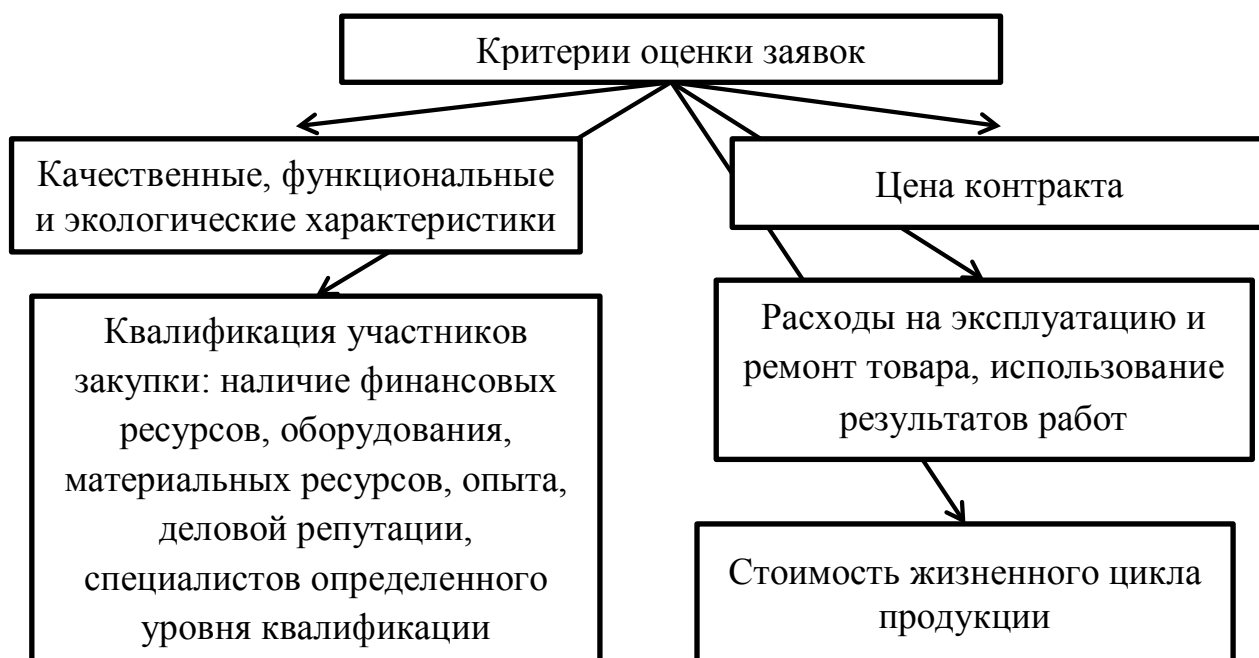 Критерии оценки заявок
Качественные, функциональные
и экологические характеристики
Цена контракта
Квалификация участников
закупки: наличие финансовых
ресурсов, оборудования,
материальных ресурсов, опыта,
деловой репутации,
специалистов определенного
уровня квалификации
Расходы на эксплуатацию и
ремонт товара, использование
результатов работ
Стоимость жизненного цикла
продукции